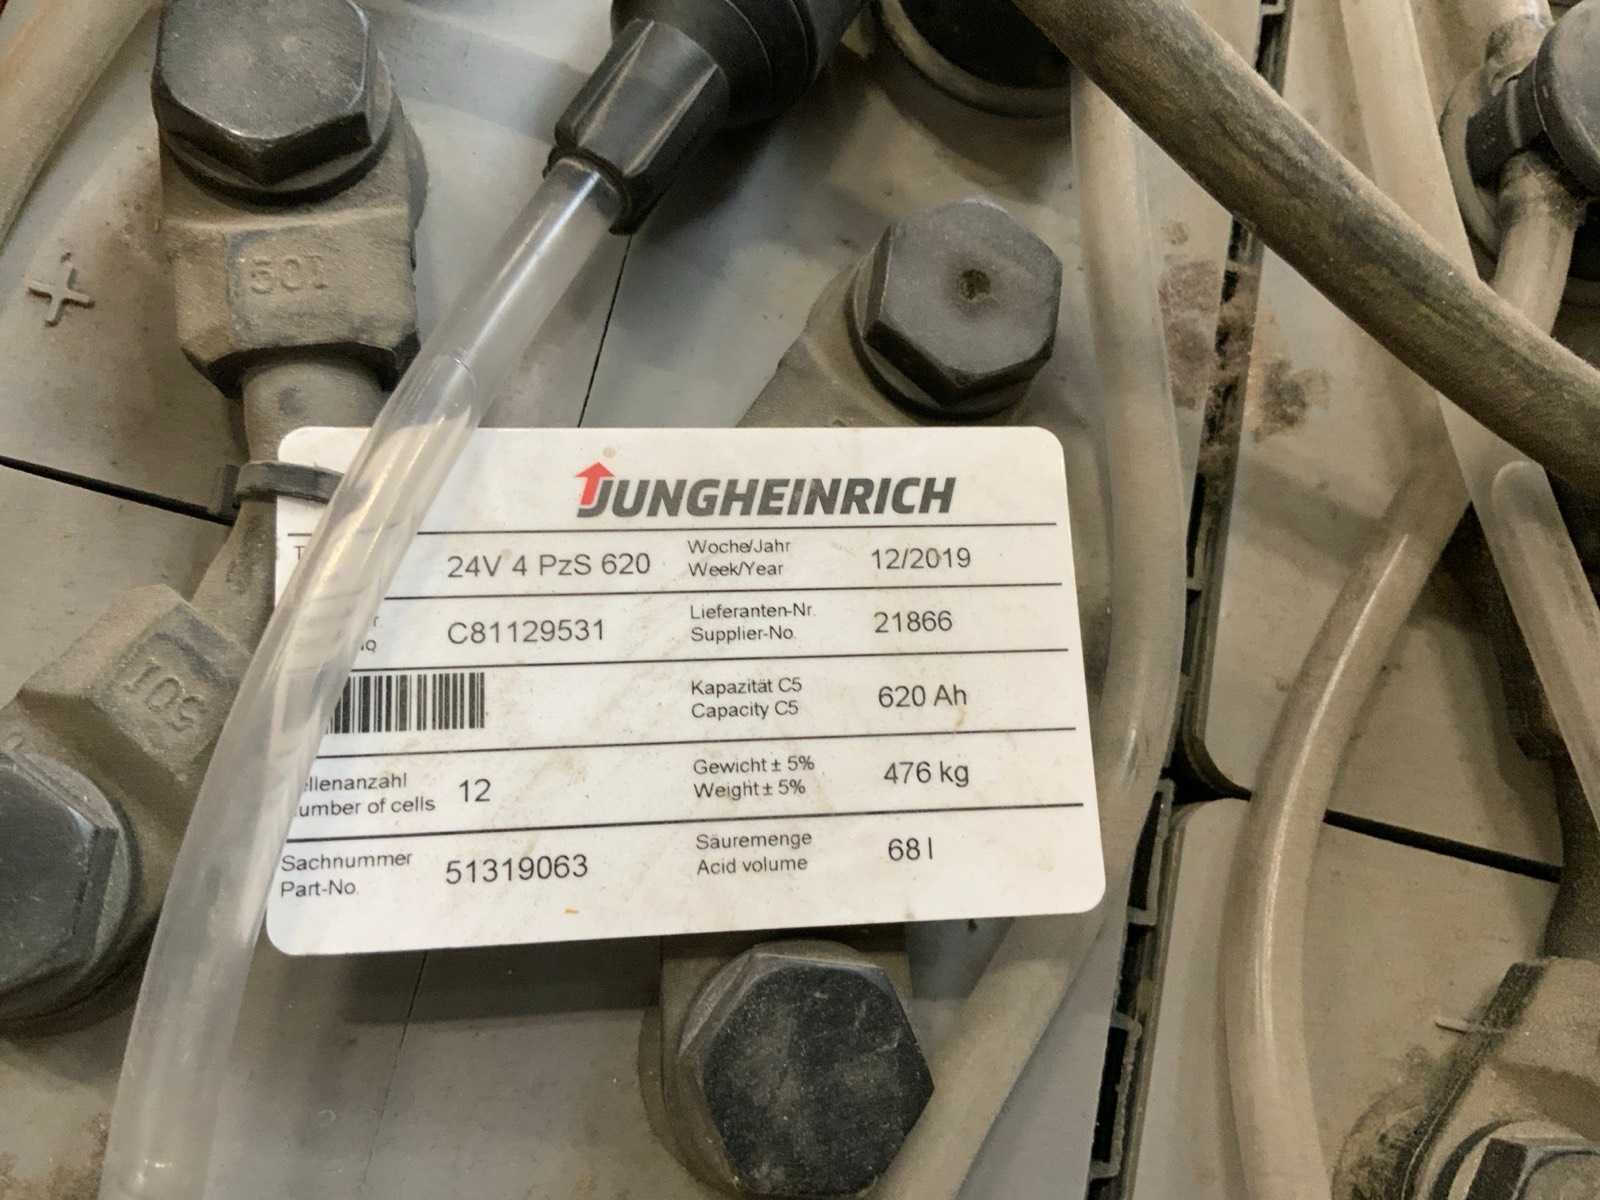 501
JUNGHEINRICH
24V 4 PzS 620 Woche/Jahr 12/2019
Week/Year
C81129531 Lieferanten-Nr. 21866
Supplier-No.
Kapazität C5 620 Ah
Capacity C5
12 Gewicht ± 5% 476 kg
number of cells Weight ± 5%
Sachnummer 51319063 Säuremenge 68 l
Part-No. Acid volume
501